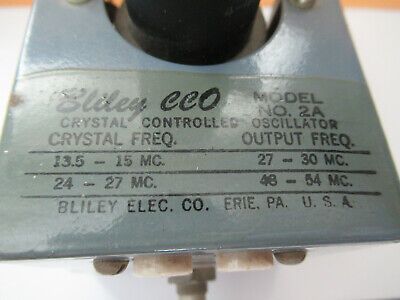 Bliley CCO MODEL
NO. 2A
CRYSTAL CONTROLLED OSCILLATOR
CRYSTAL FREQ. OUTPUT FREQ.
13.5 - 15 MC. 27 - 30 MC.
24 - 27 MC. 48 - 54 MC.
BLILEY ELEC. CO. ERIE, PA. U. S. A.